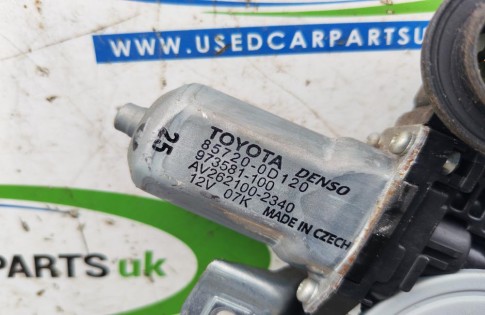 www.USEDCARPARTSU
25
TOYOTA DENSO
85720-0D120
973581-100
AV262100-2340
12V 07K MADE IN CZECH
PARTS uk